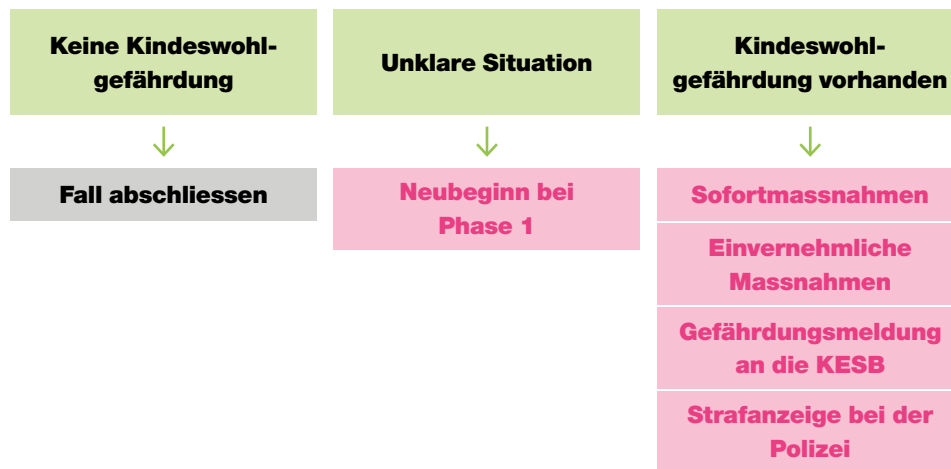 Keine Kindeswohl-
gefährdung
Unklare Situation
Kindeswohl-
gefährdung vorhanden
Fall abschliessen
Neubeginn bei
Phase 1
Sofortmassnahmen
Einvernehmliche
Massnahmen
Gefährdungsmeldung
an die KESB
Strafanzeige bei der
Polizei